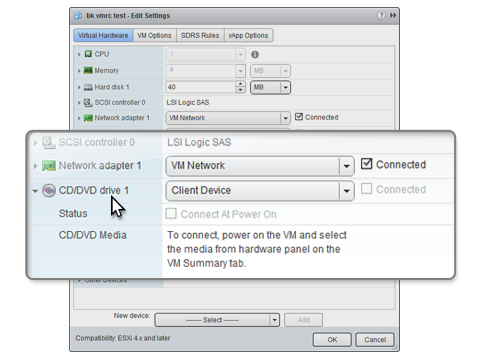 bk vmrc test - Edit Settings
Virtual Hardware VM Options SDRS Rules vApp Options
CPU 1
Memory 4 MB
Hard disk 1 40 MB
SCSI controller 0 LSI Logic SAS
Network adapter 1 VM Network Connected
SCSI controller 0 LSI Logic SAS
Network adapter 1 VM Network Connected
CD/DVD drive 1 Client Device Connected
Status Connect At Power On
CD/DVD Media To connect, power on the VM and select
the media from hardware panel on the
VM Summary tab.
Other Devices
New device: ------- Select ------- Add
Compatibility: ESXi 4.x and later OK Cancel